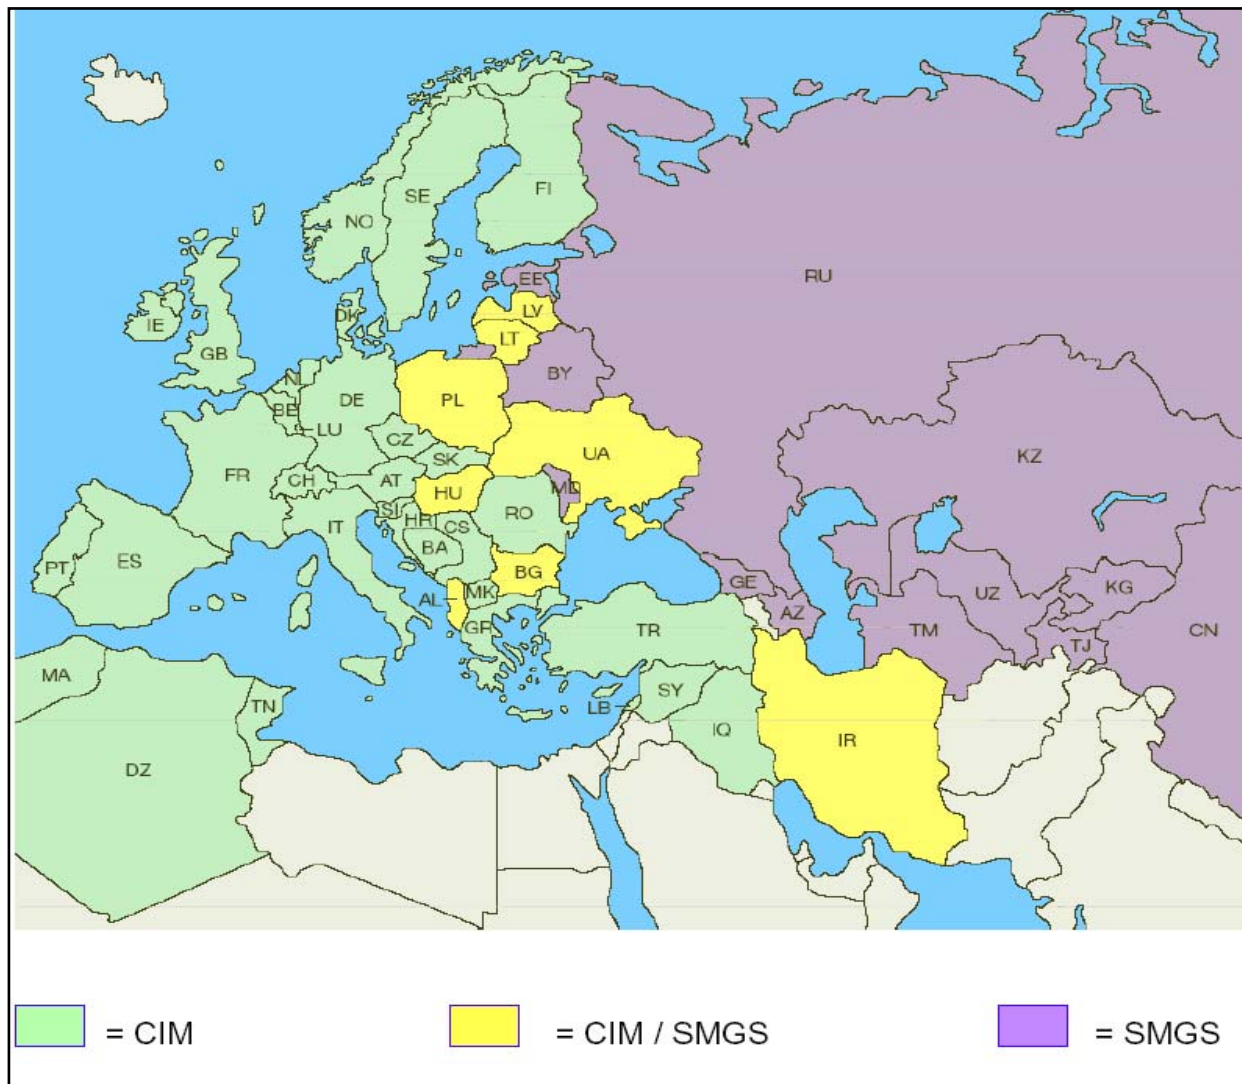 FI
SE
NO
RU
EE
LV
DK
IE
LT
GB
BY
NL
DE
PL
BE
LU
CZ
UA
KZ
SK
FR
CH
AT
HU
MD
SI
RO
IT
HR
CS
BA
ES
PT
BG
GE
KG
UZ
MK
AL
AZ
GR
TR
TM
CN
TJ
MA
SY
TN
LB
IQ
IR
DZ
= CIM
= CIM / SMGS
= SMGS